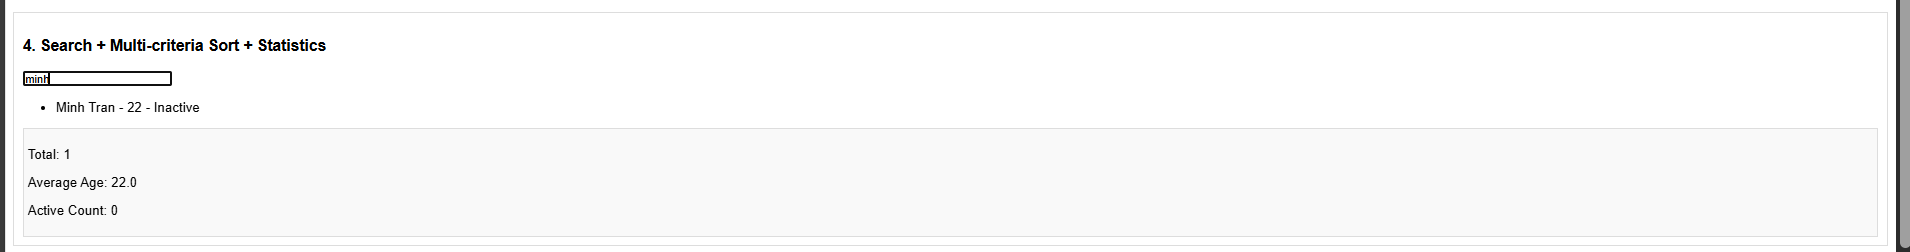 4. Search + Multi-criteria Sort + Statistics
minh
• Minh Tran - 22 - Inactive
Total: 1
Average Age: 22.0
Active Count: 0